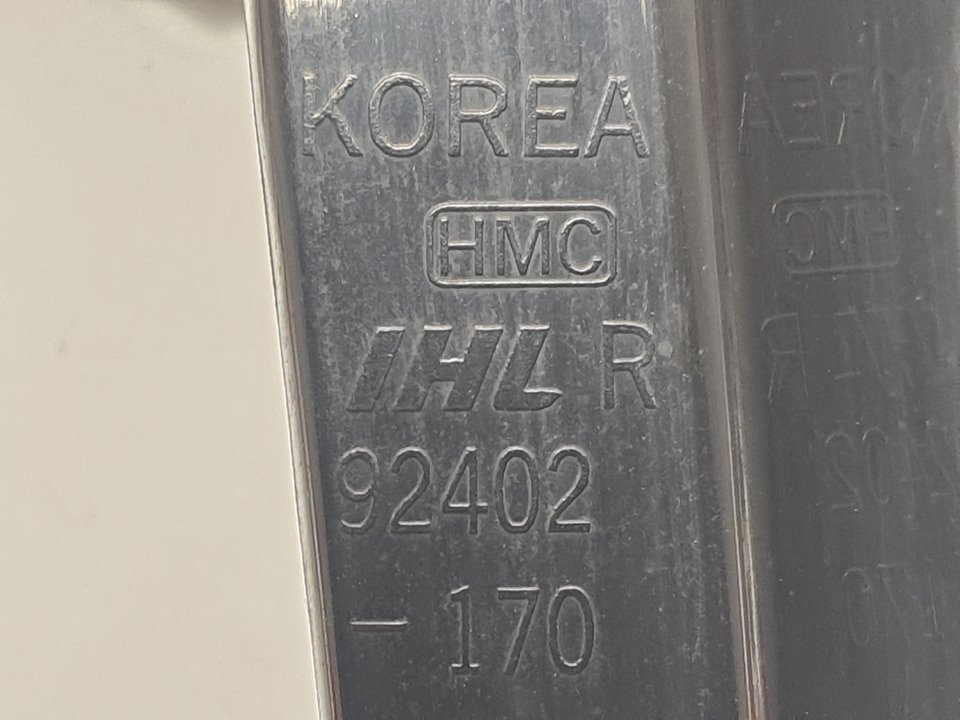 KOREA
HMC
IHL R
92402
- 170